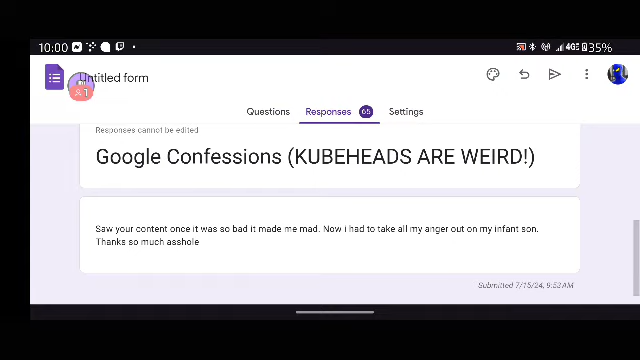 10:00 4GE 35%
Untitled form
1
Questions Responses 65 Settings
Responses cannot be edited
Google Confessions (KUBEHEADS ARE WEIRD!)
Saw your content once it was so bad it made me mad. Now i had to take all my anger out on my infant son.
Thanks so much asshole
Submitted 7/15/24, 9:53 AM